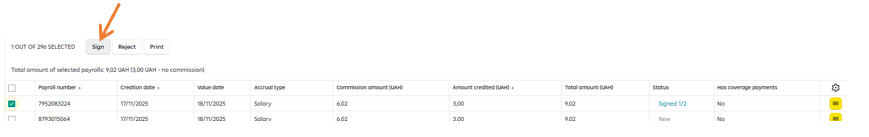 1 OUT OF 296 SELECTED Sign Reject Print
Total amount of selected payrolls: 9,02 UAH (3,00 UAH - no commission)
Payroll number Creation date Value date Accrual type Commission amount (UAH) Amount credited (UAH) Total amount (UAH) Status Has coverage payments
7952083224 17/11/2025 18/11/2025 Salary 6,02 3,00 9,02 Signed 1/2 No
8793015064 17/11/2025 18/11/2025 Salary 6,02 3,00 9,02 New No